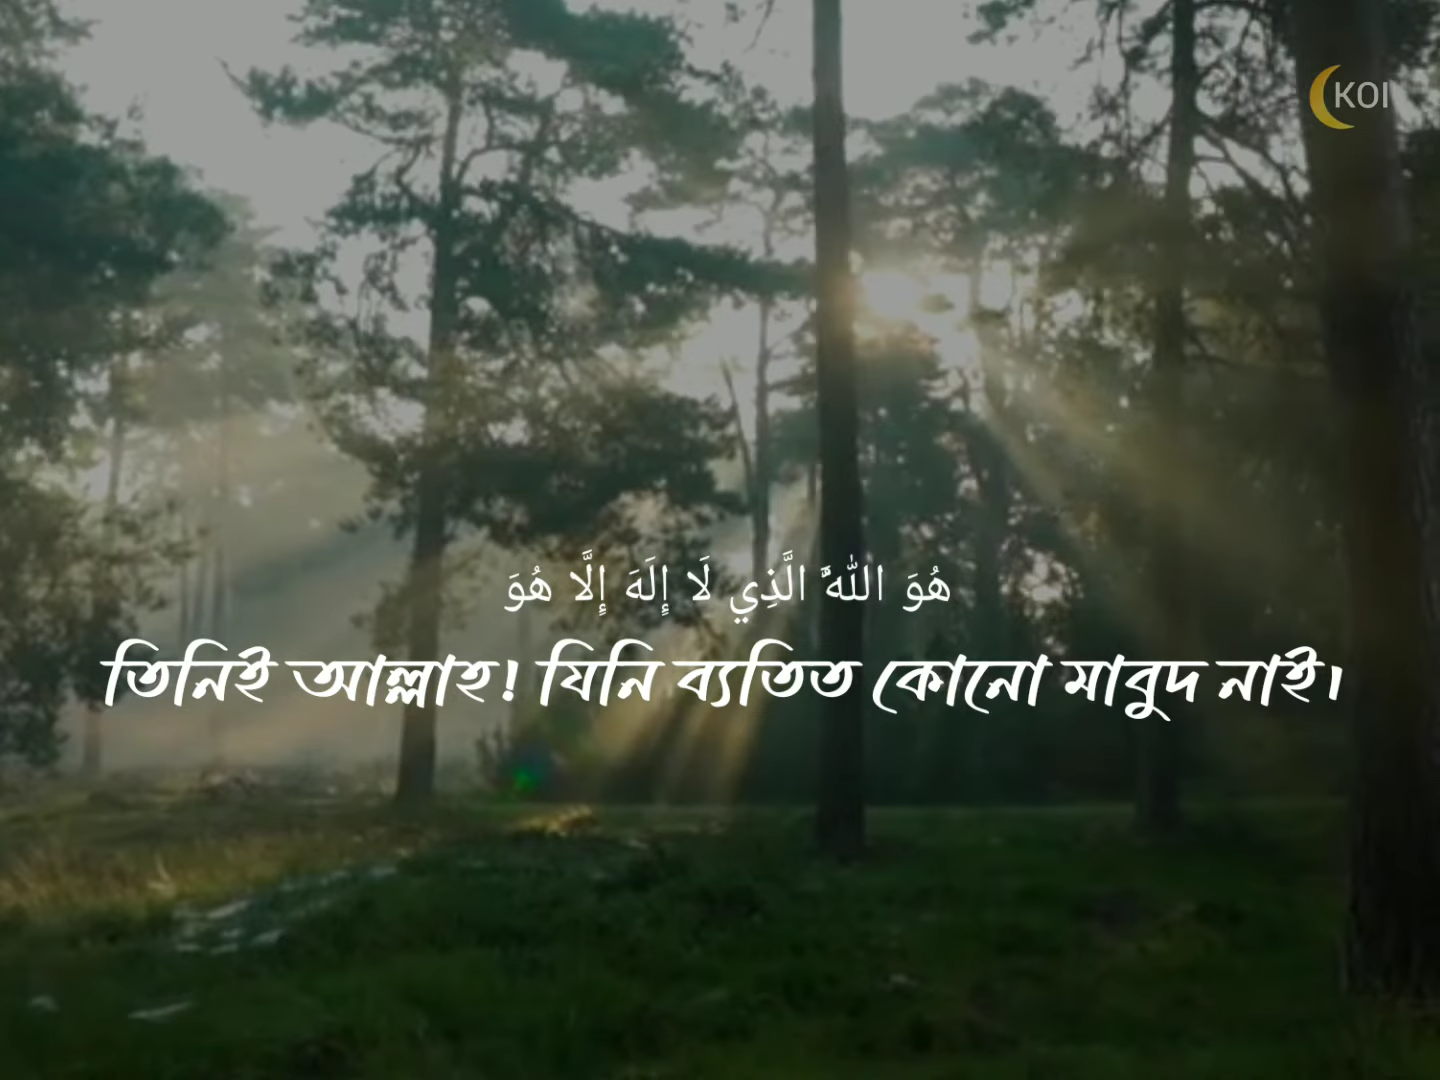 KOI
هُوَ اللَّهُ الَّذِي لَا إِلَهَ إِلَّا هُوَ
তিনিই আল্লাহ! যিনি ব্যতিত কোনো মাবুদ নাই।